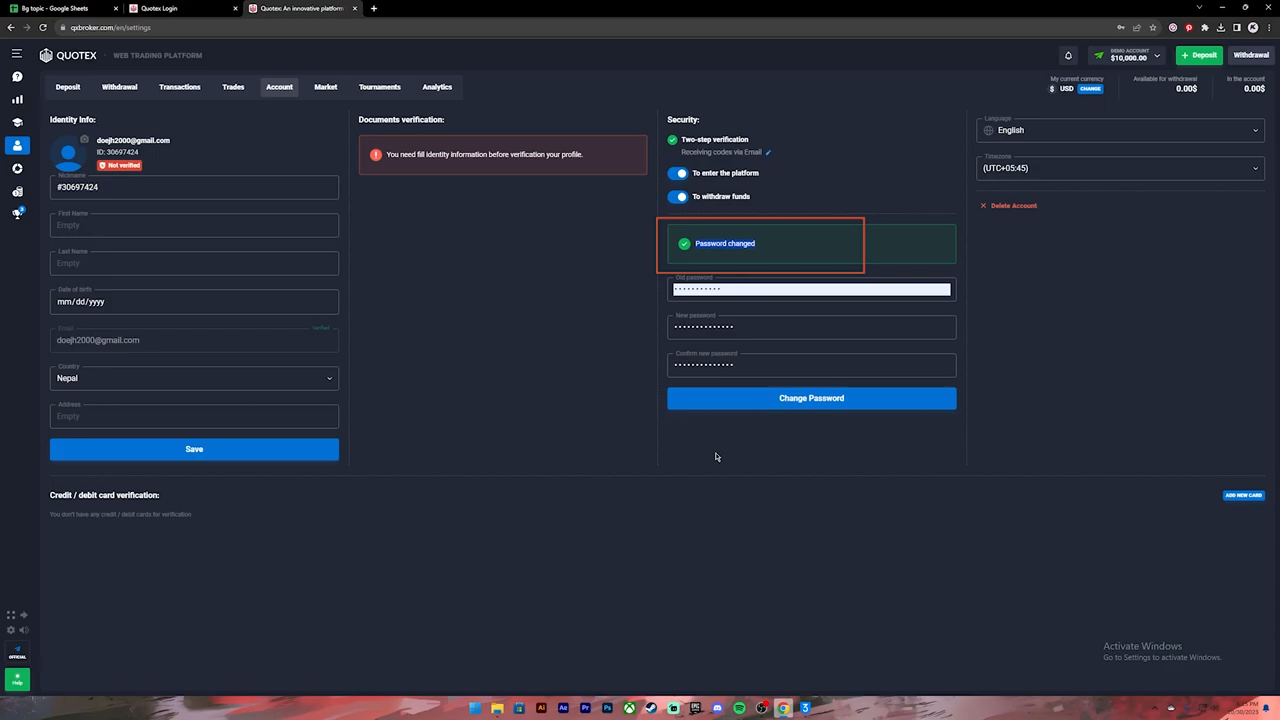 Bg topic - Google Sheets
Quotex Login
Quotex: An innovative platform
qxbroker.com/en/settings
QUOTEX
WEB TRADING PLATFORM
DEMO ACCOUNT
$10,000.00
Deposit
Withdrawal
Deposit
Withdrawal
Transactions
Trades
Account
Market
Tournaments
Analytics
My current currency
$ USD CHANGE
Available for withdrawal
0.00$
In the account
0.00$
Identity Info:
doejh2000@gmail.com
ID: 30697424
Not verified
Nickname
#30697424
First Name
Empty
Last Name
Empty
Date of birth
mm/dd/yyyy
Email
Verified
doejh2000@gmail.com
Country
Nepal
Address
Empty
Save
Documents verification:
You need fill identity information before verification your profile.
Security:
Two-step verification
Receiving codes via Email
To enter the platform
To withdraw funds
Password changed
Old password
New password
Confirm new password
Change Password
Language
English
Timezone
(UTC+05:45)
Delete Account
Credit / debit card verification:
ADD NEW CARD
You don't have any credit / debit cards for verification
OFFICIAL
Help
Activate Windows
Go to Settings to activate Windows.